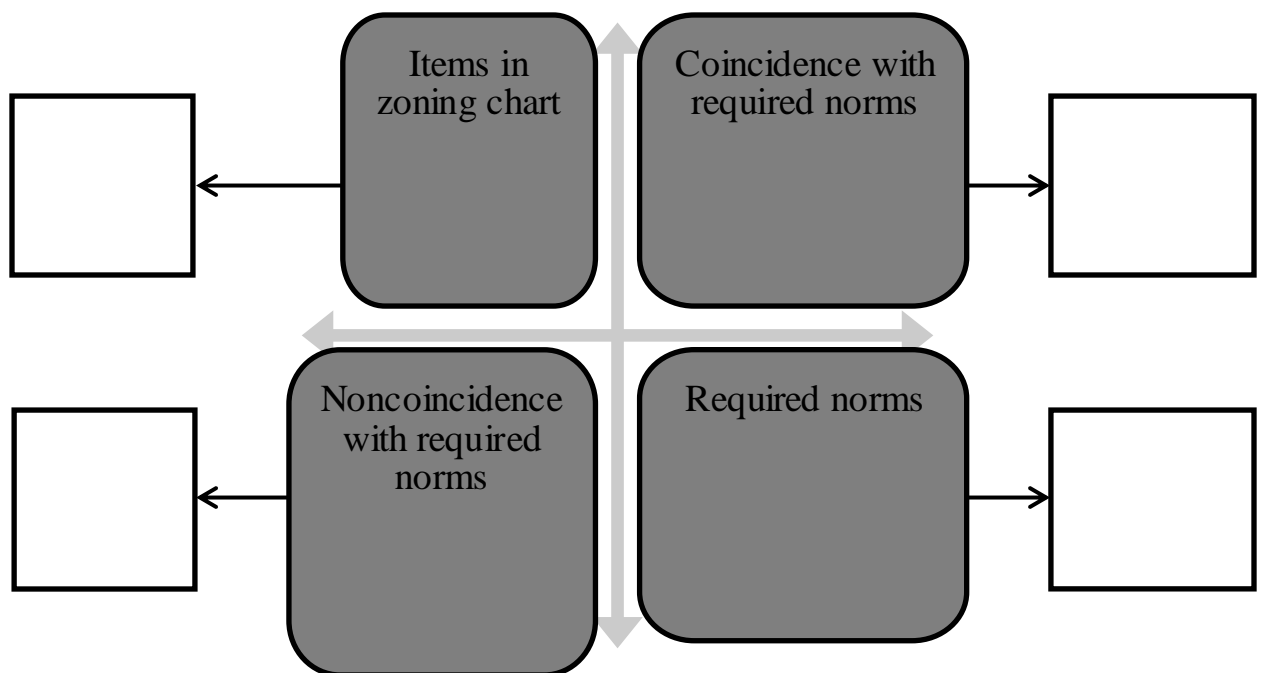 Items in
zoning chart
Coincidence with
required norms
Noncoincidence
with required
norms
Required norms